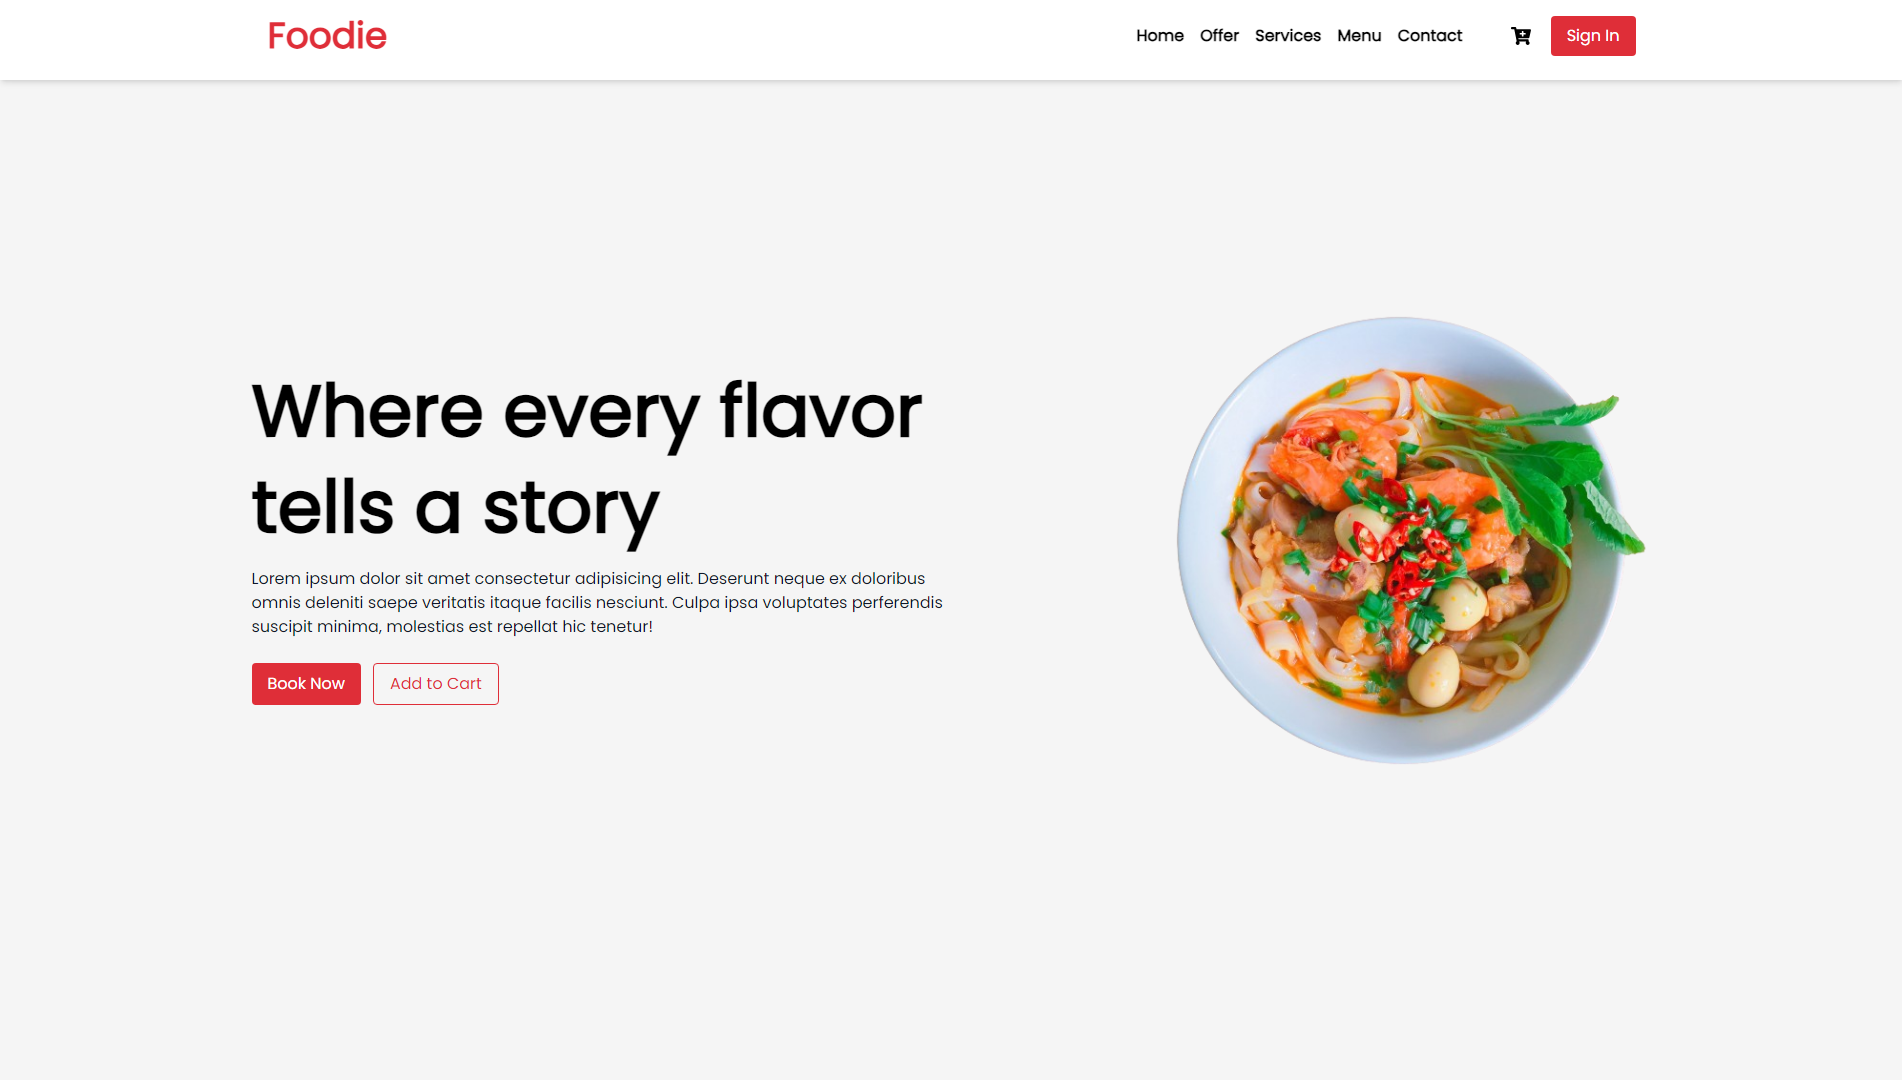 Foodie
Home Offer Services Menu Contact Sign In
Where every flavor
tells a story
Lorem ipsum dolor sit amet consectetur adipisicing elit. Deserunt neque ex doloribus
omnis deleniti saepe veritatis itaque facilis nesciunt. Culpa ipsa voluptates perferendis
suscipit minima, molestias est repellat hic tenetur!
Book Now Add to Cart